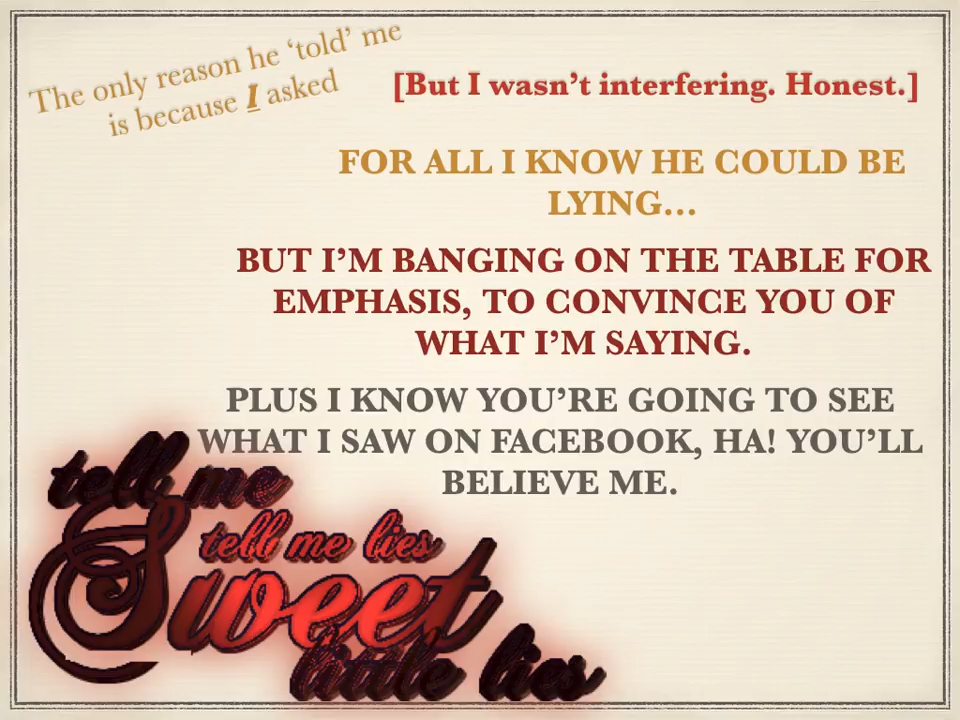 The only reason he ‘told’ me
is because I asked
[But I wasn’t interfering. Honest.]
FOR ALL I KNOW HE COULD BE
LYING...
BUT I’M BANGING ON THE TABLE FOR
EMPHASIS, TO CONVINCE YOU OF
WHAT I’M SAYING.
PLUS I KNOW YOU’RE GOING TO SEE
WHAT I SAW ON FACEBOOK, HA! YOU’LL
BELIEVE ME.
tell me
tell me lies
Sweet
little lies